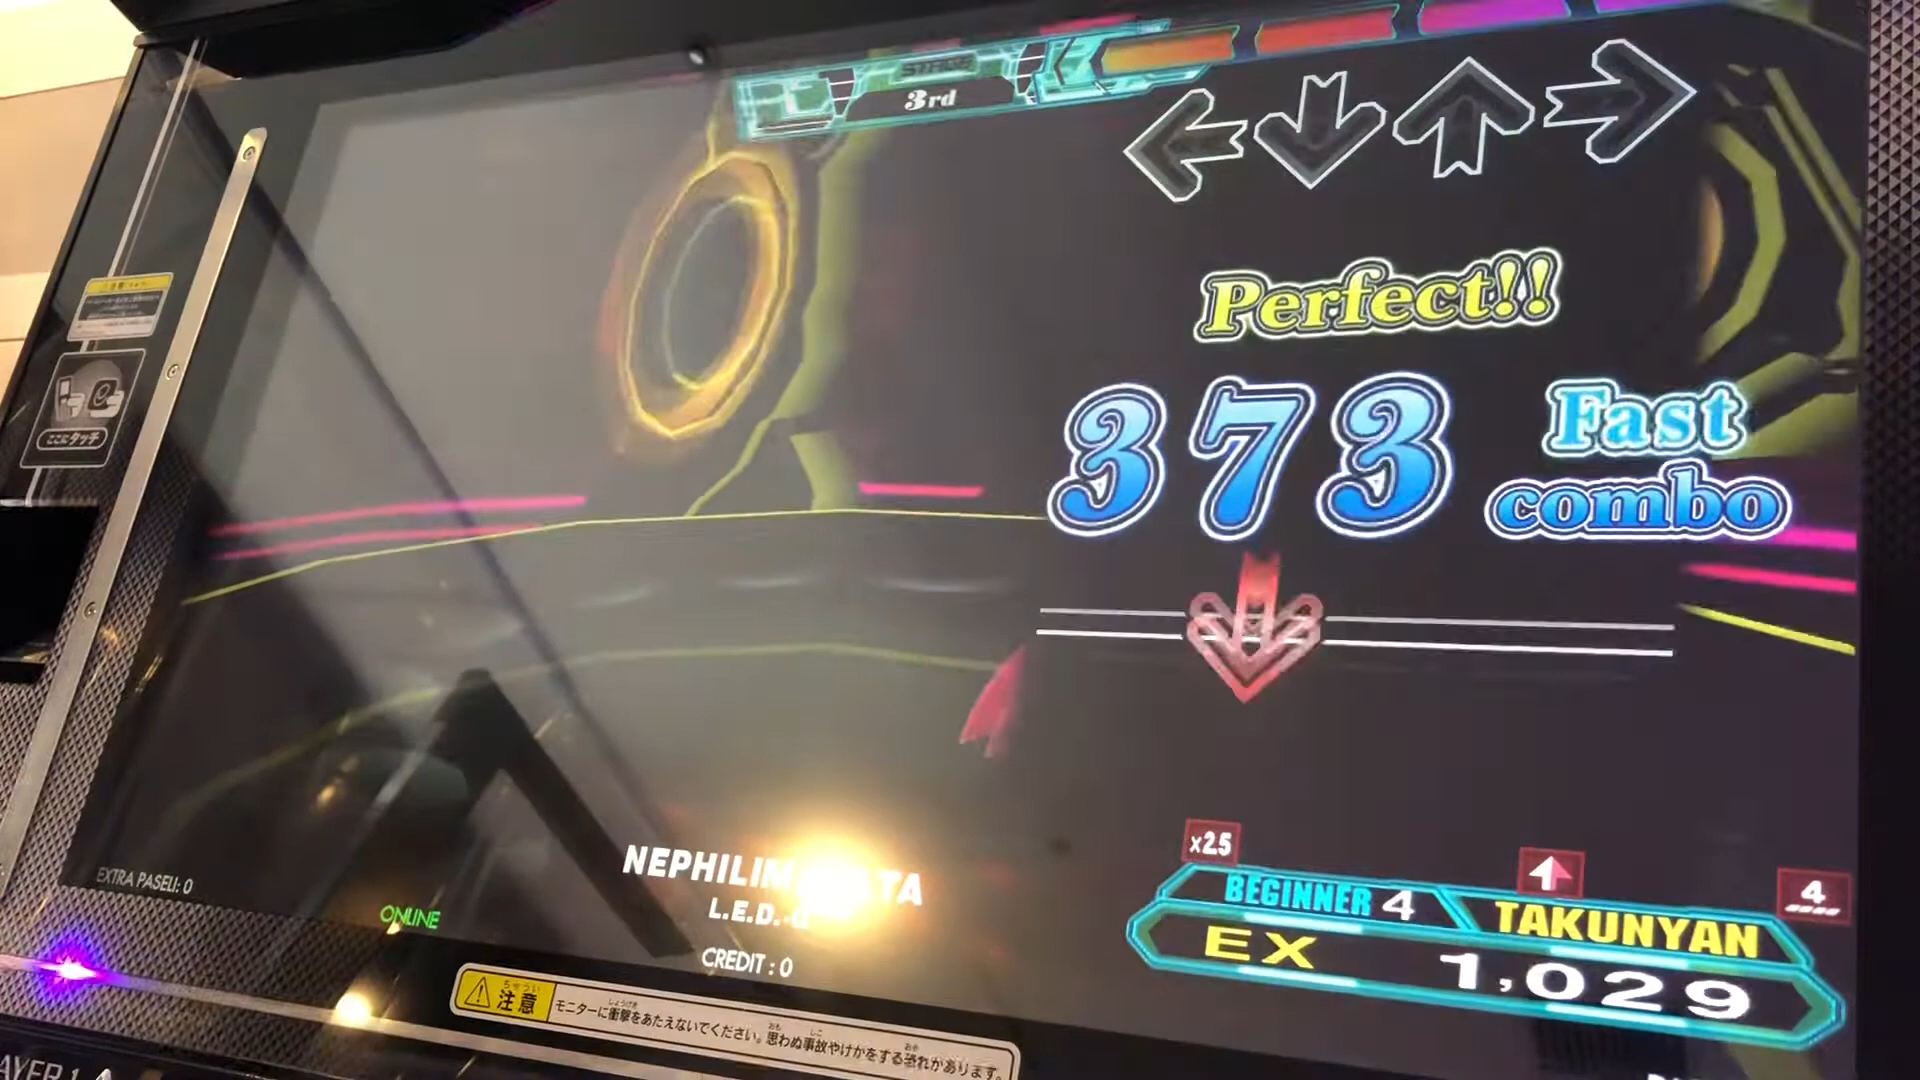 3rd
Perfect!!
373
Fast
combo
ここにタッチ
x2.5
BEGINNER 4
TAKUNYAN
4
EX
1,029
NEPHILIM
TA
L.E.D.
CREDIT : 0
EXTRA PASELI: 0
ONLINE
注意
モニターに衝撃をあたえないでください。思わぬ事故やけがをする恐れがあります。